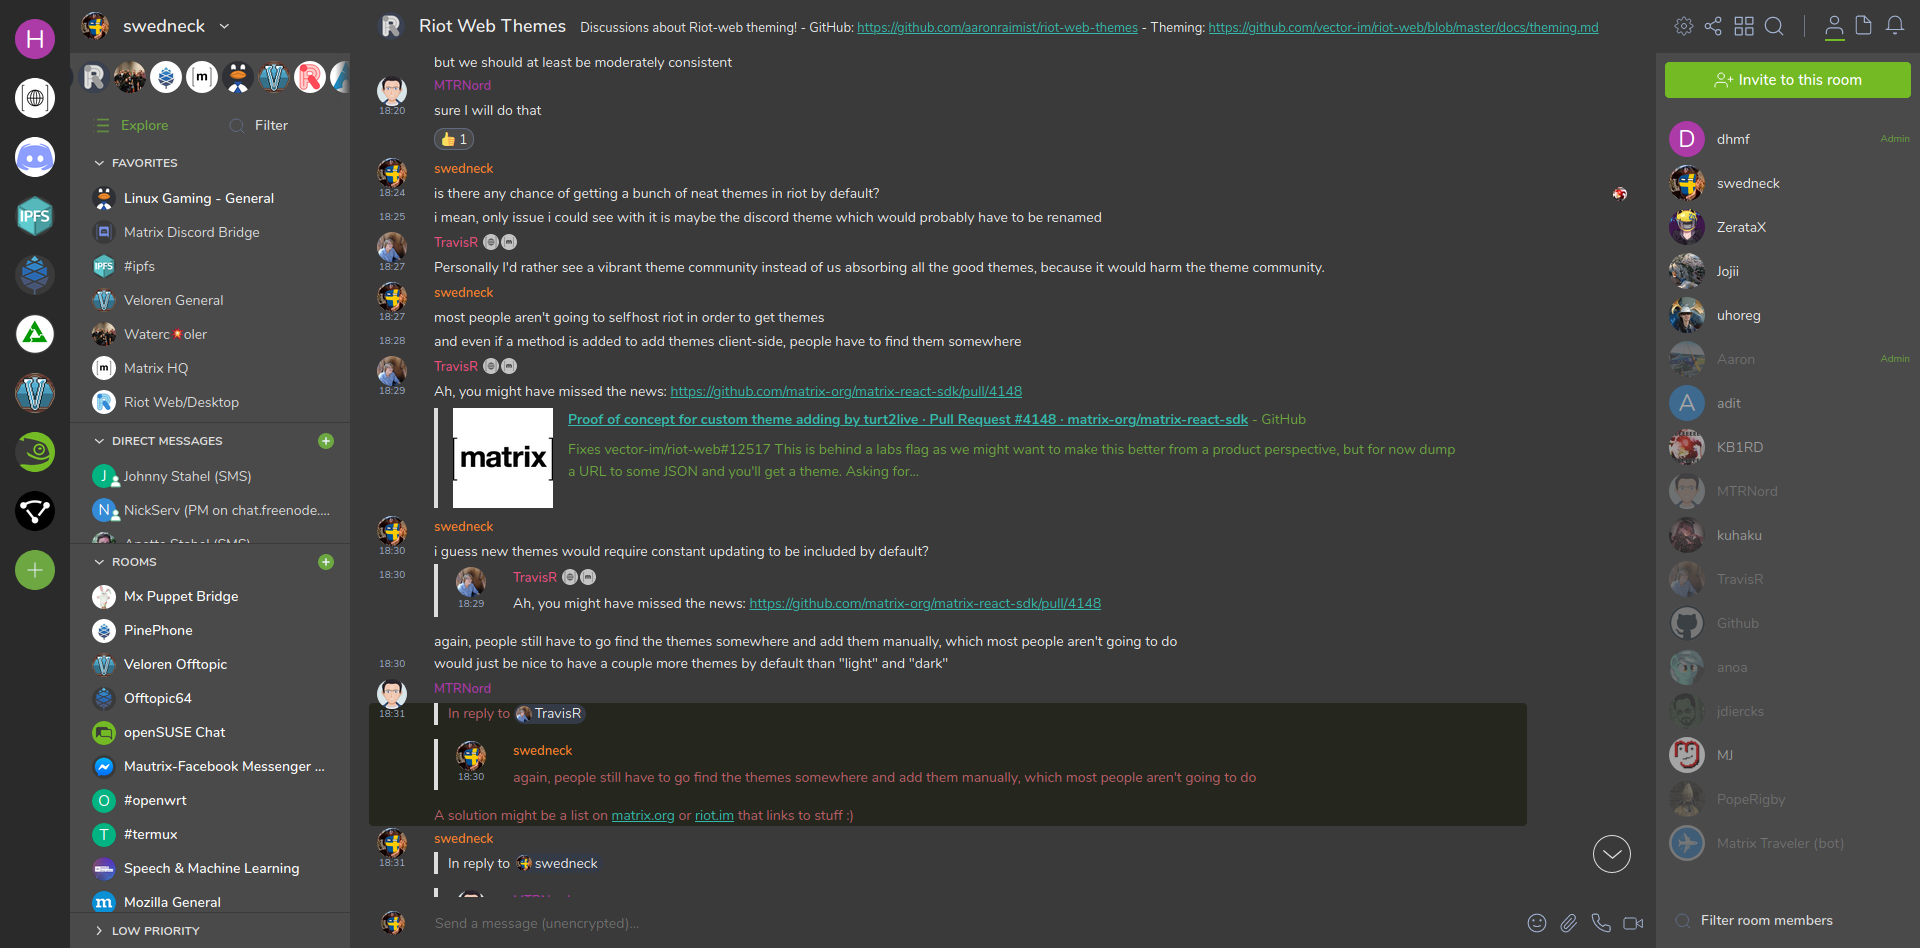 H
IPFS
swedneck
[m]
Explore
Filter
FAVORITES
Linux Gaming - General
Matrix Discord Bridge
IPFS
#ipfs
Veloren General
Waterc💥oler
[m]
Matrix HQ
Riot Web/Desktop
DIRECT MESSAGES
J
Johnny Stahel (SMS)
N
NickServ (PM on chat.freenode....
ROOMS
Mx Puppet Bridge
PinePhone
Veloren Offtopic
Offtopic64
openSUSE Chat
Mautrix-Facebook Messenger ...
O
#openwrt
T
#termux
Speech & Machine Learning
m
Mozilla General
LOW PRIORITY
Riot Web Themes Discussions about Riot-web theming! - GitHub: https://github.com/aaronraimist/riot-web-themes - Theming: https://github.com/vector-im/riot-web/blob/master/docs/theming.md
but we should at least be moderately consistent
MTRNord
18:20 sure I will do that
👍 1
swedneck
18:24 is there any chance of getting a bunch of neat themes in riot by default?
18:25 i mean, only issue i could see with it is maybe the discord theme which would probably have to be renamed
TravisR
18:27 Personally I'd rather see a vibrant theme community instead of us absorbing all the good themes, because it would harm the theme community.
swedneck
18:27 most people aren't going to selfhost riot in order to get themes
18:28 and even if a method is added to add themes client-side, people have to find them somewhere
TravisR
18:29 Ah, you might have missed the news: https://github.com/matrix-org/matrix-react-sdk/pull/4148
[matrix]
Proof of concept for custom theme adding by turt2live · Pull Request #4148 · matrix-org/matrix-react-sdk - GitHub
Fixes vector-im/riot-web#12517 This is behind a labs flag as we might want to make this better from a product perspective, but for now dump
a URL to some JSON and you'll get a theme. Asking for...
swedneck
18:30 i guess new themes would require constant updating to be included by default?
18:30 TravisR
18:29 Ah, you might have missed the news: https://github.com/matrix-org/matrix-react-sdk/pull/4148
again, people still have to go find the themes somewhere and add them manually, which most people aren't going to do
18:30 would just be nice to have a couple more themes by default than "light" and "dark"
MTRNord
18:31 In reply to TravisR
swedneck
18:30 again, people still have to go find the themes somewhere and add them manually, which most people aren't going to do
A solution might be a list on matrix.org or riot.im that links to stuff :)
swedneck
18:31 In reply to swedneck
Send a message (unencrypted)...
Invite to this room
D
dhmf Admin
swedneck
ZerataX
Jojii
uhoreg
Aaron Admin
A
adit
KB1RD
MTRNord
kuhaku
TravisR
Github
anoa
jdiercks
MJ
PopeRigby
Matrix Traveler (bot)
Filter room members